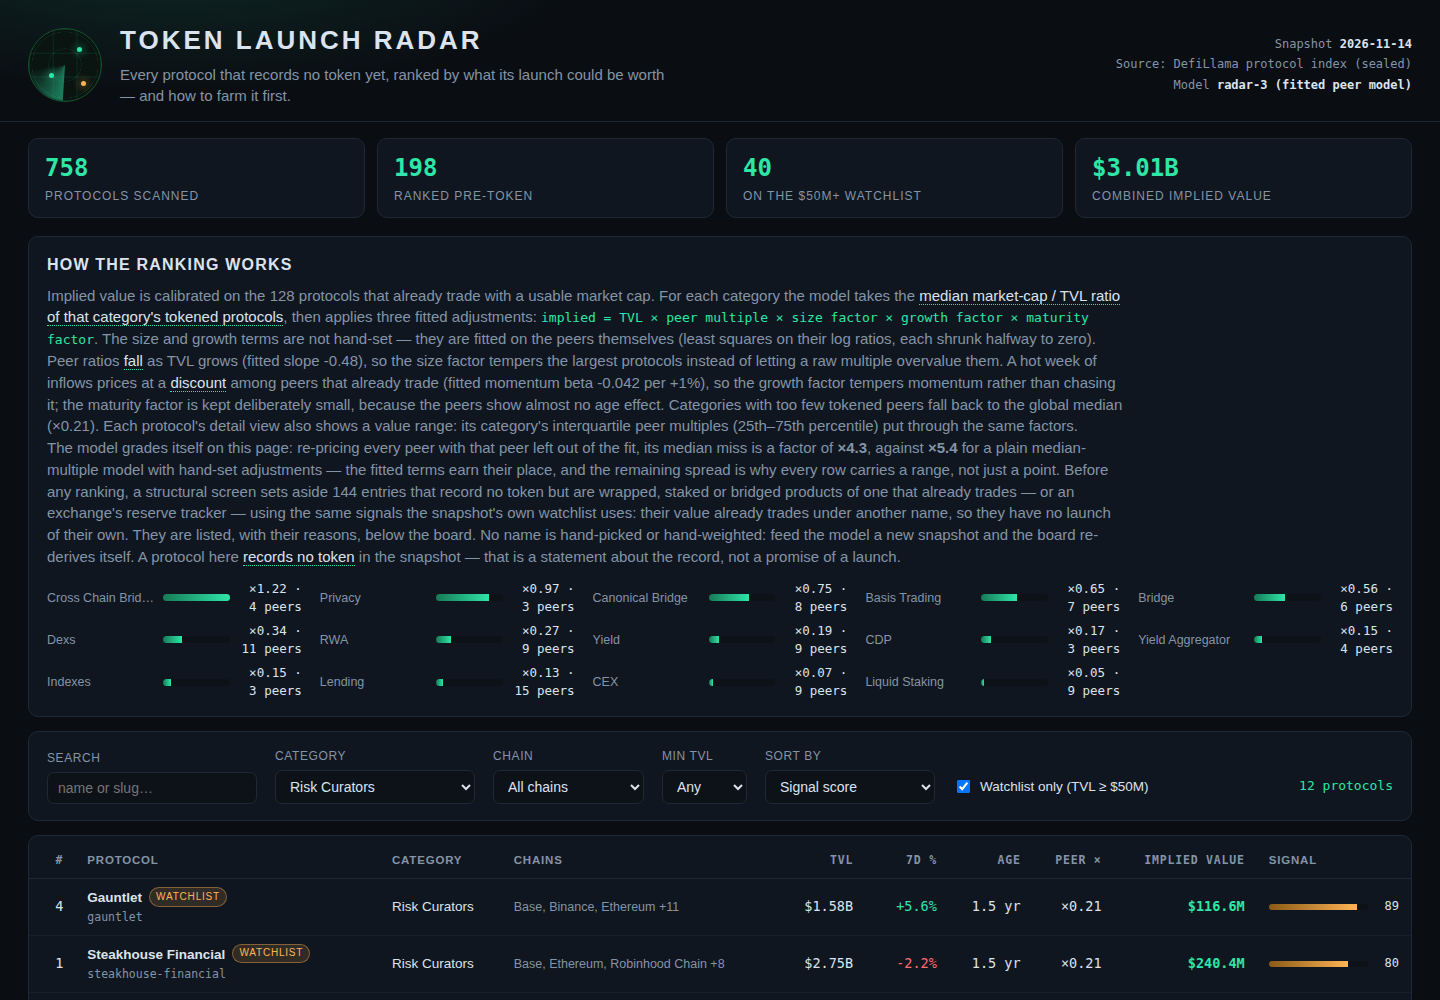 TOKEN LAUNCH RADAR
Every protocol that records no token yet, ranked by what its launch could be worth
— and how to farm it first.
Snapshot 2026-11-14
Source: DefiLlama protocol index (sealed)
Model radar-3 (fitted peer model)
758
PROTOCOLS SCANNED
198
RANKED PRE-TOKEN
40
ON THE $50M+ WATCHLIST
$3.01B
COMBINED IMPLIED VALUE
HOW THE RANKING WORKS
Implied value is calibrated on the 128 protocols that already trade with a usable market cap. For each category the model takes the median market-cap / TVL ratio
of that category's tokened protocols, then applies three fitted adjustments: implied = TVL × peer multiple × size factor × growth factor × maturity
factor. The size and growth terms are not hand-set — they are fitted on the peers themselves (least squares on their log ratios, each shrunk halfway to zero).
Peer ratios fall as TVL grows (fitted slope -0.48), so the size factor tempers the largest protocols instead of letting a raw multiple overvalue them. A hot week of
inflows prices at a discount among peers that already trade (fitted momentum beta -0.042 per +1%), so the growth factor tempers momentum rather than chasing
it; the maturity factor is kept deliberately small, because the peers show almost no age effect. Categories with too few tokened peers fall back to the global median
(×0.21). Each protocol's detail view also shows a value range: its category's interquartile peer multiples (25th–75th percentile) put through the same factors.
The model grades itself on this page: re-pricing every peer with that peer left out of the fit, its median miss is a factor of ×4.3, against ×5.4 for a plain median-
multiple model with hand-set adjustments — the fitted terms earn their place, and the remaining spread is why every row carries a range, not just a point. Before
any ranking, a structural screen sets aside 144 entries that record no token but are wrapped, staked or bridged products of one that already trades — or an
exchange's reserve tracker — using the same signals the snapshot's own watchlist uses: their value already trades under another name, so they have no launch
of their own. They are listed, with their reasons, below the board. No name is hand-picked or hand-weighted: feed the model a new snapshot and the board re-
derives itself. A protocol here records no token in the snapshot — that is a statement about the record, not a promise of a launch.
Cross Chain Brid… ×1.22 · 4 peers
Privacy ×0.97 · 3 peers
Canonical Bridge ×0.75 · 8 peers
Basis Trading ×0.65 · 7 peers
Bridge ×0.56 · 6 peers
Dexs ×0.34 · 11 peers
RWA ×0.27 · 9 peers
Yield ×0.19 · 9 peers
CDP ×0.17 · 3 peers
Yield Aggregator ×0.15 · 4 peers
Indexes ×0.15 · 3 peers
Lending ×0.13 · 15 peers
CEX ×0.07 · 9 peers
Liquid Staking ×0.05 · 9 peers
SEARCH
name or slug…
CATEGORY
Risk Curators
CHAIN
All chains
MIN TVL
Any
SORT BY
Signal score
Watchlist only (TVL ≥ $50M)
12 protocols
# PROTOCOL CATEGORY CHAINS TVL 7D % AGE PEER × IMPLIED VALUE SIGNAL
4 Gauntlet WATCHLIST Risk Curators Base, Binance, Ethereum +11 $1.58B +5.6% 1.5 yr ×0.21 $116.6M 89
gauntlet
1 Steakhouse Financial WATCHLIST Risk Curators Base, Ethereum, Robinhood Chain +8 $2.75B -2.2% 1.5 yr ×0.21 $240.4M 80
steakhouse-financial